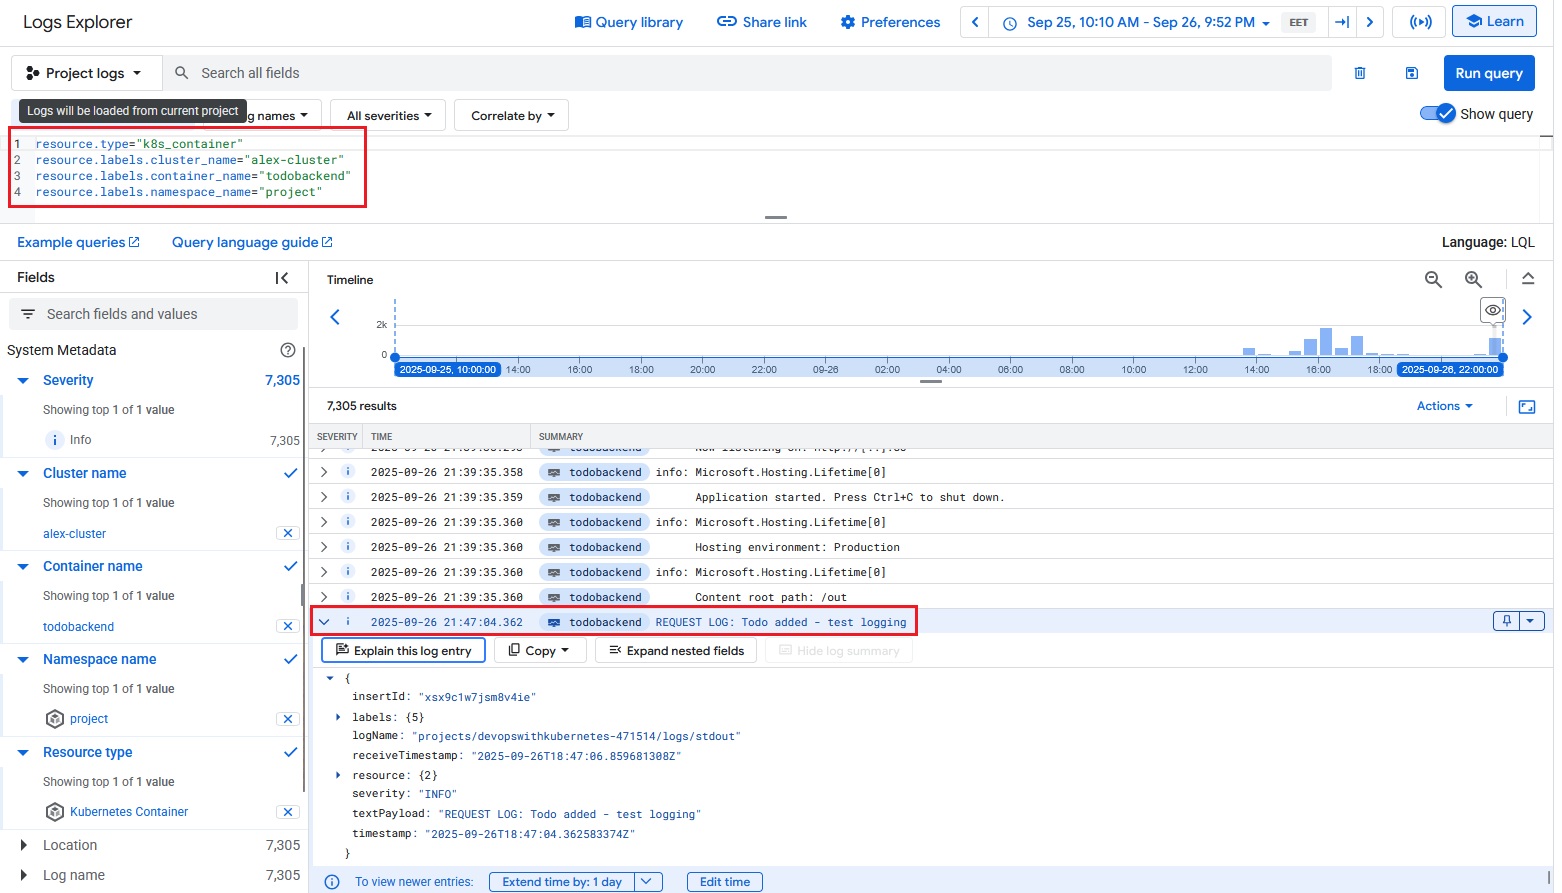 Logs Explorer
Query library
Share link
Preferences
Sep 25, 10:10 AM - Sep 26, 9:52 PM
EET
Learn
Project logs
Search all fields
Run query
Logs will be loaded from current project
g names
All severities
Correlate by
Show query
1 resource.type="k8s_container"
2 resource.labels.cluster_name="alex-cluster"
3 resource.labels.container_name="todobackend"
4 resource.labels.namespace_name="project"
Example queries
Query language guide
Language: LQL
Fields
Search fields and values
System Metadata
Severity 7,305
Showing top 1 of 1 value
Info 7,305
Cluster name
Showing top 1 of 1 value
alex-cluster
Container name
Showing top 1 of 1 value
todobackend
Namespace name
Showing top 1 of 1 value
project
Resource type
Showing top 1 of 1 value
Kubernetes Container
Location 7,305
Log name 7,305
Timeline
2k
0
2025-09-25, 10:00:00 14:00 16:00 18:00 20:00 22:00 09-26 02:00 04:00 06:00 08:00 10:00 12:00 14:00 16:00 18:00 2025-09-26, 22:00:00
7,305 results
Actions
SEVERITY TIME SUMMARY
2025-09-26 21:39:35.358 todobackend info: Microsoft.Hosting.Lifetime[0]
2025-09-26 21:39:35.359 todobackend Application started. Press Ctrl+C to shut down.
2025-09-26 21:39:35.360 todobackend info: Microsoft.Hosting.Lifetime[0]
2025-09-26 21:39:35.360 todobackend Hosting environment: Production
2025-09-26 21:39:35.360 todobackend info: Microsoft.Hosting.Lifetime[0]
2025-09-26 21:39:35.360 todobackend Content root path: /out
2025-09-26 21:47:04.362 todobackend REQUEST LOG: Todo added - test logging
Explain this log entry
Copy
Expand nested fields
Hide log summary
{
insertId: "xsx9c1w7jsm8v4ie"
labels: {5}
logName: "projects/devopswithkubernetes-471514/logs/stdout"
receiveTimestamp: "2025-09-26T18:47:06.859681308Z"
resource: {2}
severity: "INFO"
textPayload: "REQUEST LOG: Todo added - test logging"
timestamp: "2025-09-26T18:47:04.362583374Z"
}
To view newer entries:
Extend time by: 1 day
Edit time